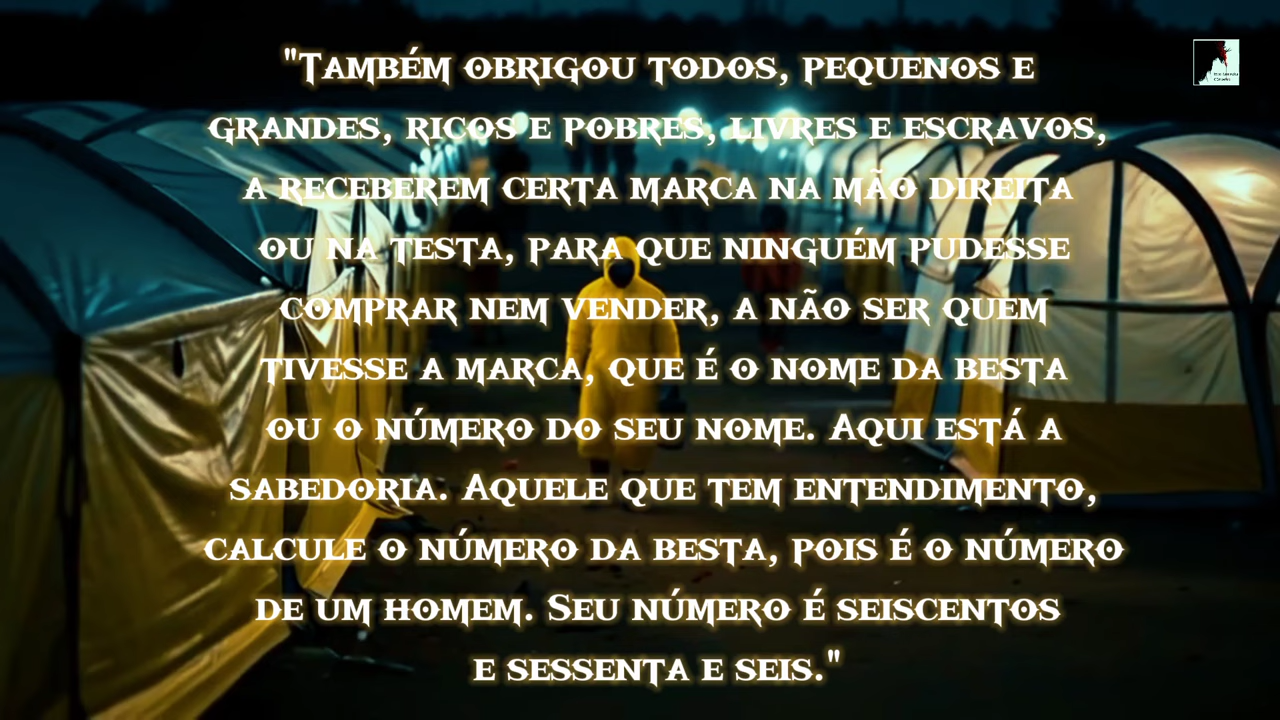 "Também obrigou todos, pequenos e
grandes, ricos e pobres, livres e escravos,
a receberem certa marca na mão direita
ou na testa, para que ninguém pudesse
comprar nem vender, a não ser quem
tivesse a marca, que é o nome da besta
ou o número do seu nome. Aqui está a
sabedoria. Aquele que tem entendimento,
calcule o número da besta, pois é o número
de um homem. Seu número é seiscentos
e sessenta e seis."